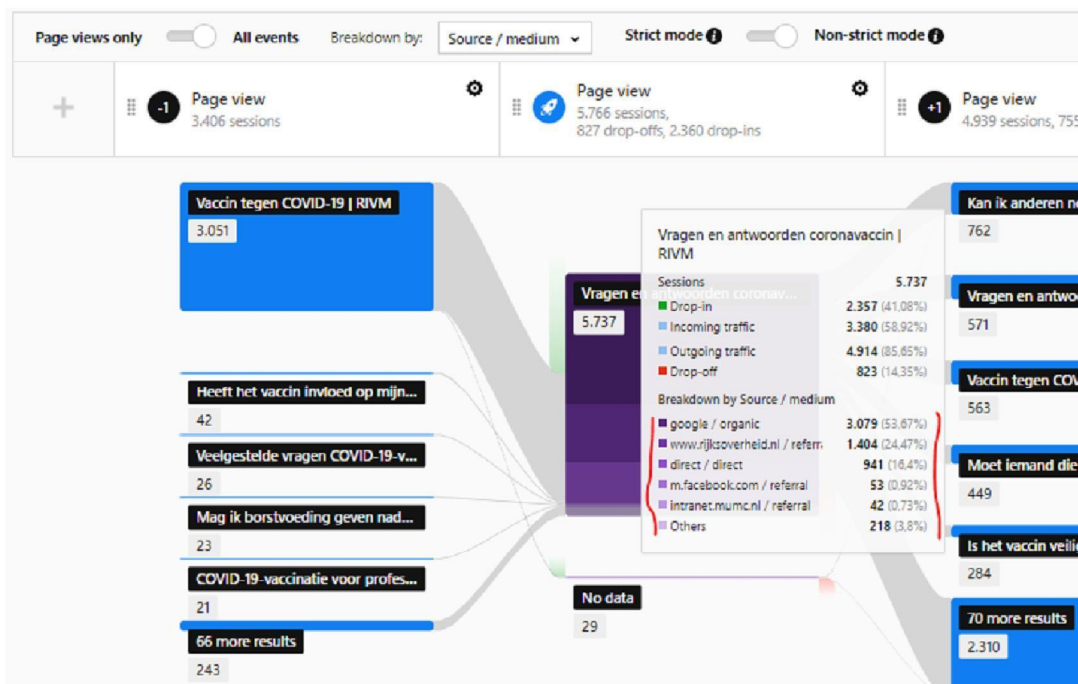 Page views only All events Breakdown by: Source / medium Strict mode Non-strict mode
-1 Page view
3.406 sessions
Page view
5.766 sessions,
827 drop-offs, 2.360 drop-ins
+1 Page view
4.939 sessions, 755
Vaccin tegen COVID-19 | RIVM
3.051
Heeft het vaccin invloed op mijn...
42
Veelgestelde vragen COVID-19-v...
26
Mag ik borstvoeding geven nad...
23
COVID-19-vaccinatie voor profes...
21
66 more results
243
Vragen en antwoorden coronav...
5.737
No data
29
Vragen en antwoorden coronavaccin |
RIVM
Sessions 5.737
Drop-in 2.357 (41,08%)
Incoming traffic 3.380 (58,92%)
Outgoing traffic 4.914 (85,65%)
Drop-off 823 (14,35%)
Breakdown by Source / medium
google / organic 3.079 (53,67%)
www.rijksoverheid.nl / referra 1.404 (24,47%)
direct / direct 941 (16,4%)
m.facebook.com / referral 53 (0,92%)
intranet.mumc.nl / referral 42 (0,73%)
Others 218 (3,8%)
Kan ik anderen n
762
Vragen en antwo
571
Vaccin tegen COV
563
Moet iemand die
449
Is het vaccin veili
284
70 more results
2.310